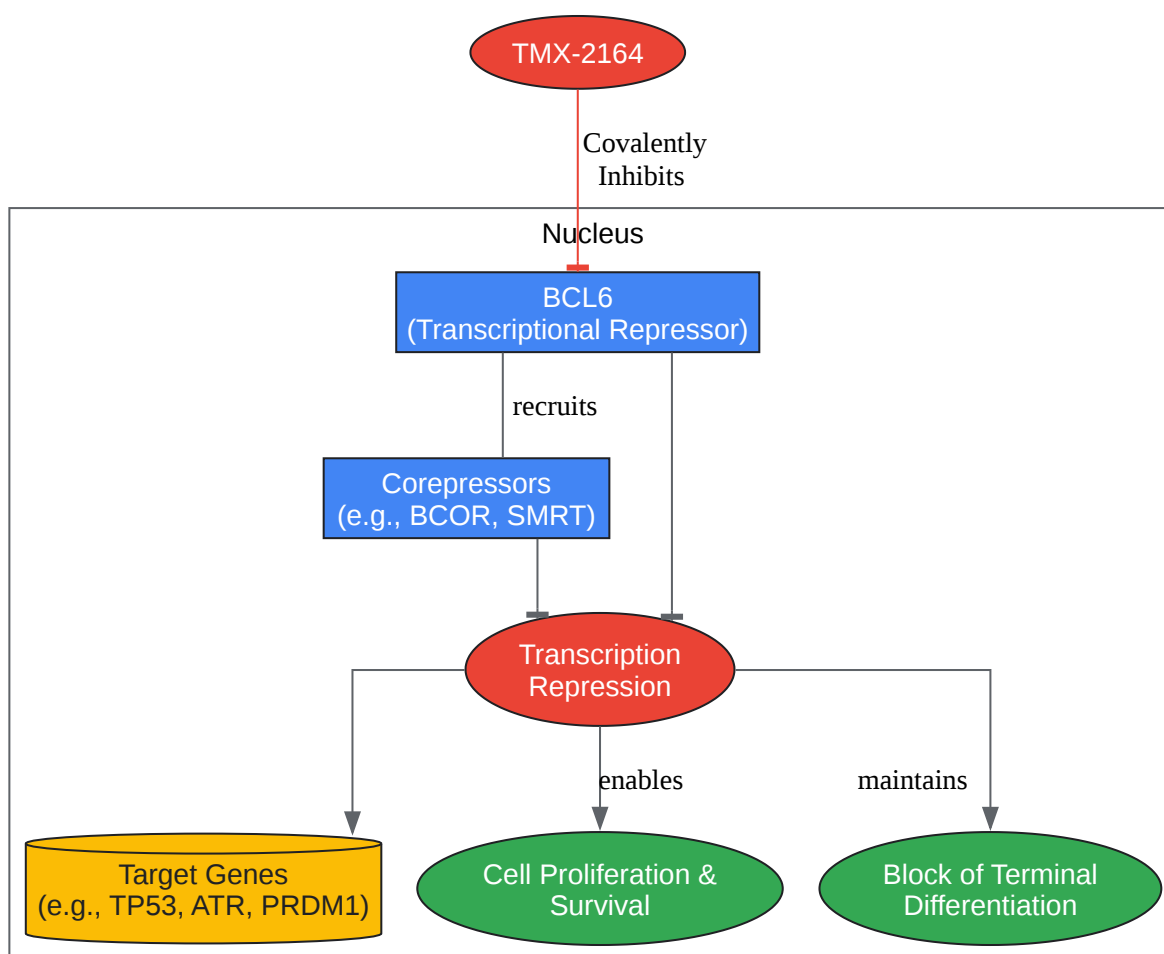 TMX-2164
Covalently
Inhibits
Nucleus
BCL6
(Transcriptional Repressor)
recruits
Corepressors
(e.g., BCOR, SMRT)
Transcription
Repression
enables
maintains
Target Genes
(e.g., TP53, ATR, PRDM1)
Cell Proliferation &
Survival
Block of Terminal
Differentiation